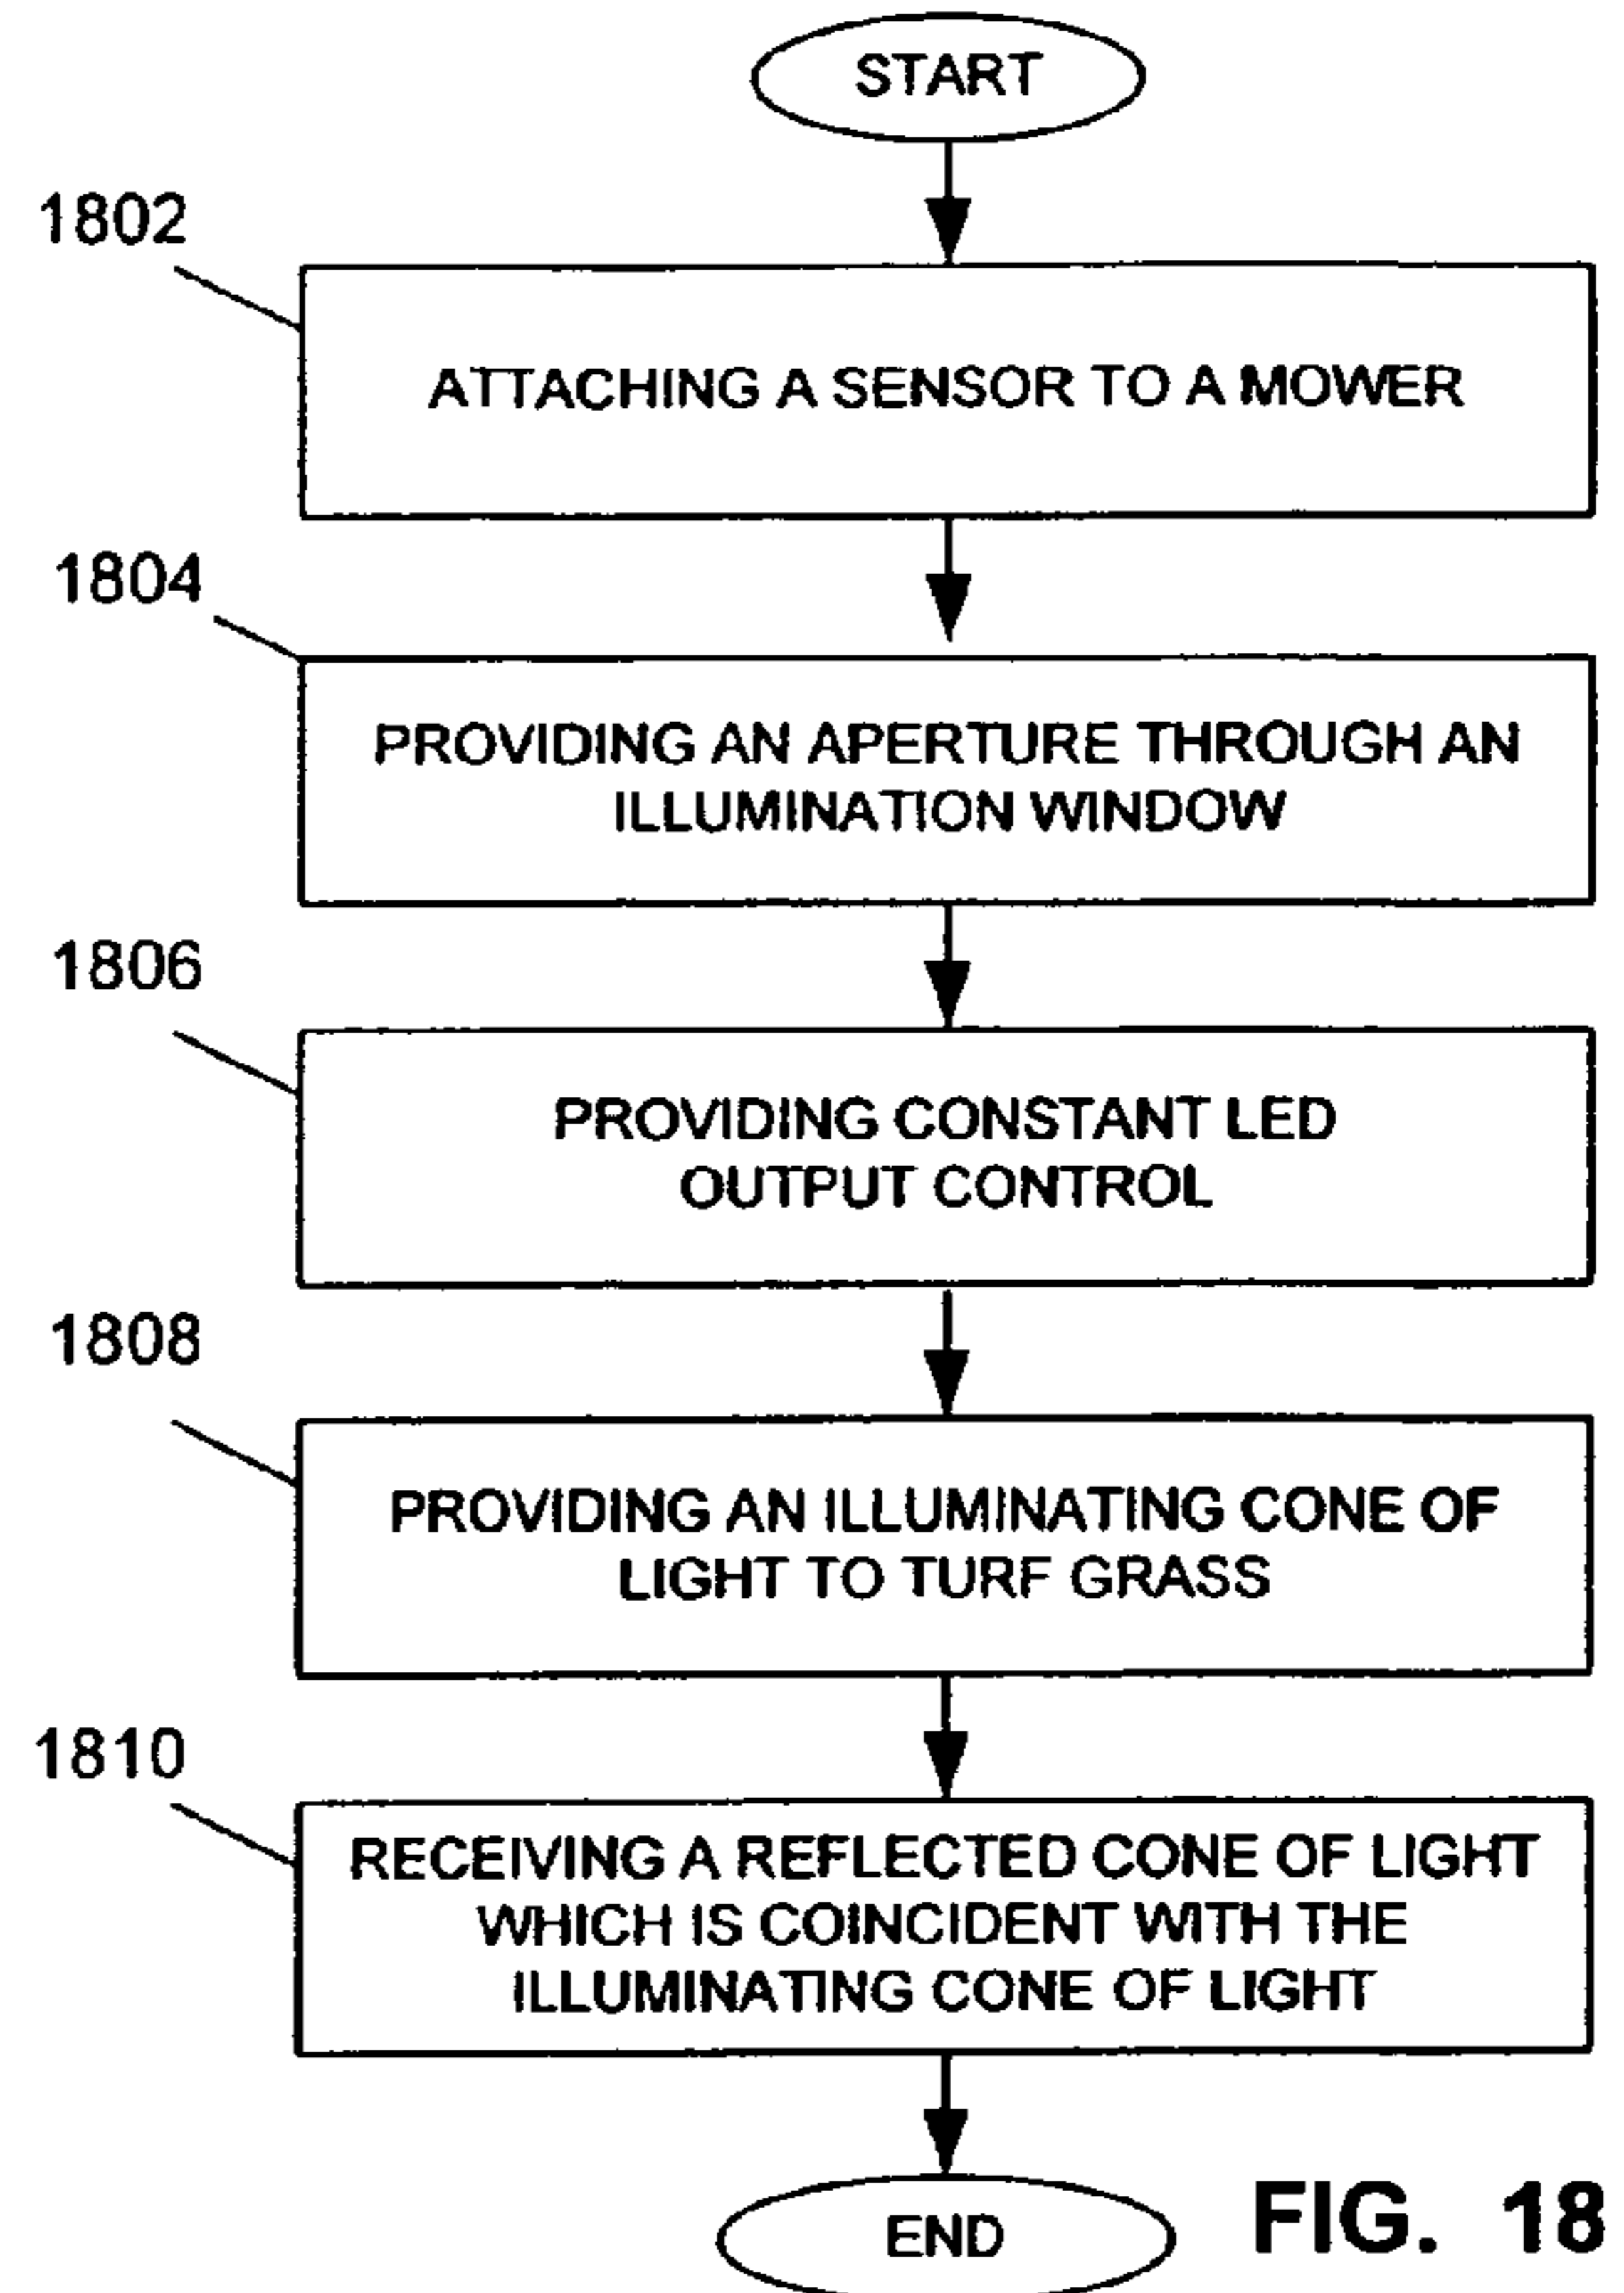 START
1802
ATTACHING A SENSOR TO A MOWER
1804
PROVIDING AN APERTURE THROUGH AN
ILLUMINATION WINDOW
1806
PROVIDING CONSTANT LED
OUTPUT CONTROL
1808
PROVIDING AN ILLUMINATING CONE OF
LIGHT TO TURF GRASS
1810
RECEIVING A REFLECTED CONE OF LIGHT
WHICH IS COINCIDENT WITH THE
ILLUMINATING CONE OF LIGHT
END
FIG. 18